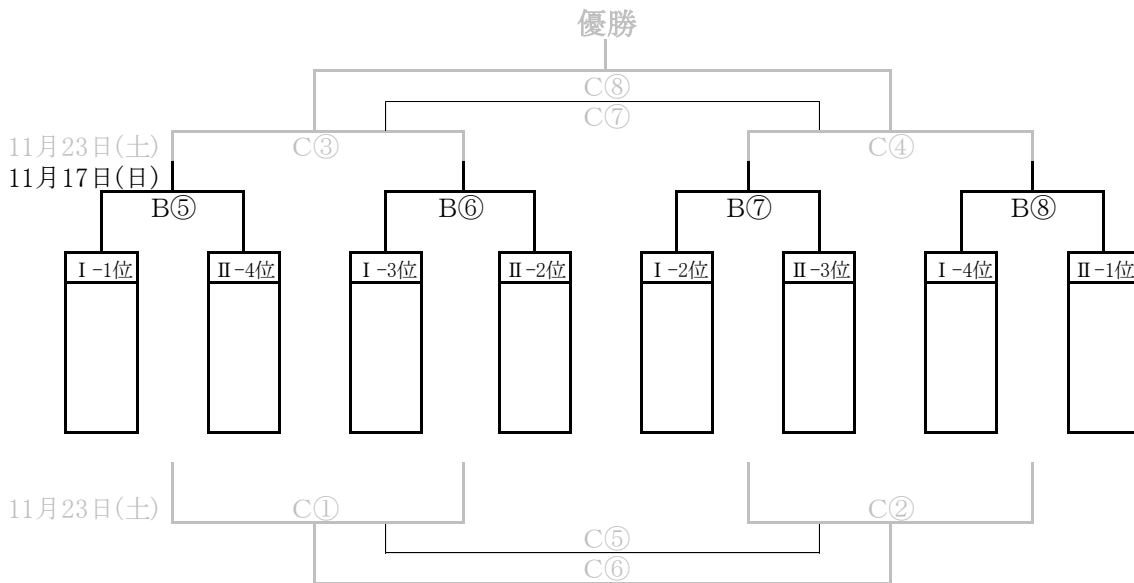 優勝
C⑧
C⑦
11月23日(土) C③ C④
11月17日(日)
B⑤ B⑥ B⑦ B⑧
Ⅰ-1位 Ⅱ-4位 Ⅰ-3位 Ⅱ-2位 Ⅰ-2位 Ⅱ-3位 Ⅰ-4位 Ⅱ-1位
11月23日(土) C① C②
C⑤
C⑥